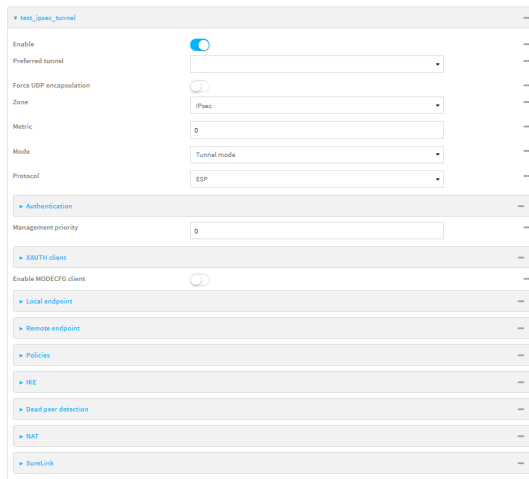 test_ipsec_tunnel
Enable
Preferred tunnel
Force UDP encapsulation
Zone
IPsec
Metric
0
Mode
Tunnel mode
Protocol
ESP
Authentication
Management priority
0
XAUTH client
Enable MODECFG client
Local endpoint
Remote endpoint
Policies
IKE
Dead peer detection
NAT
SureLink